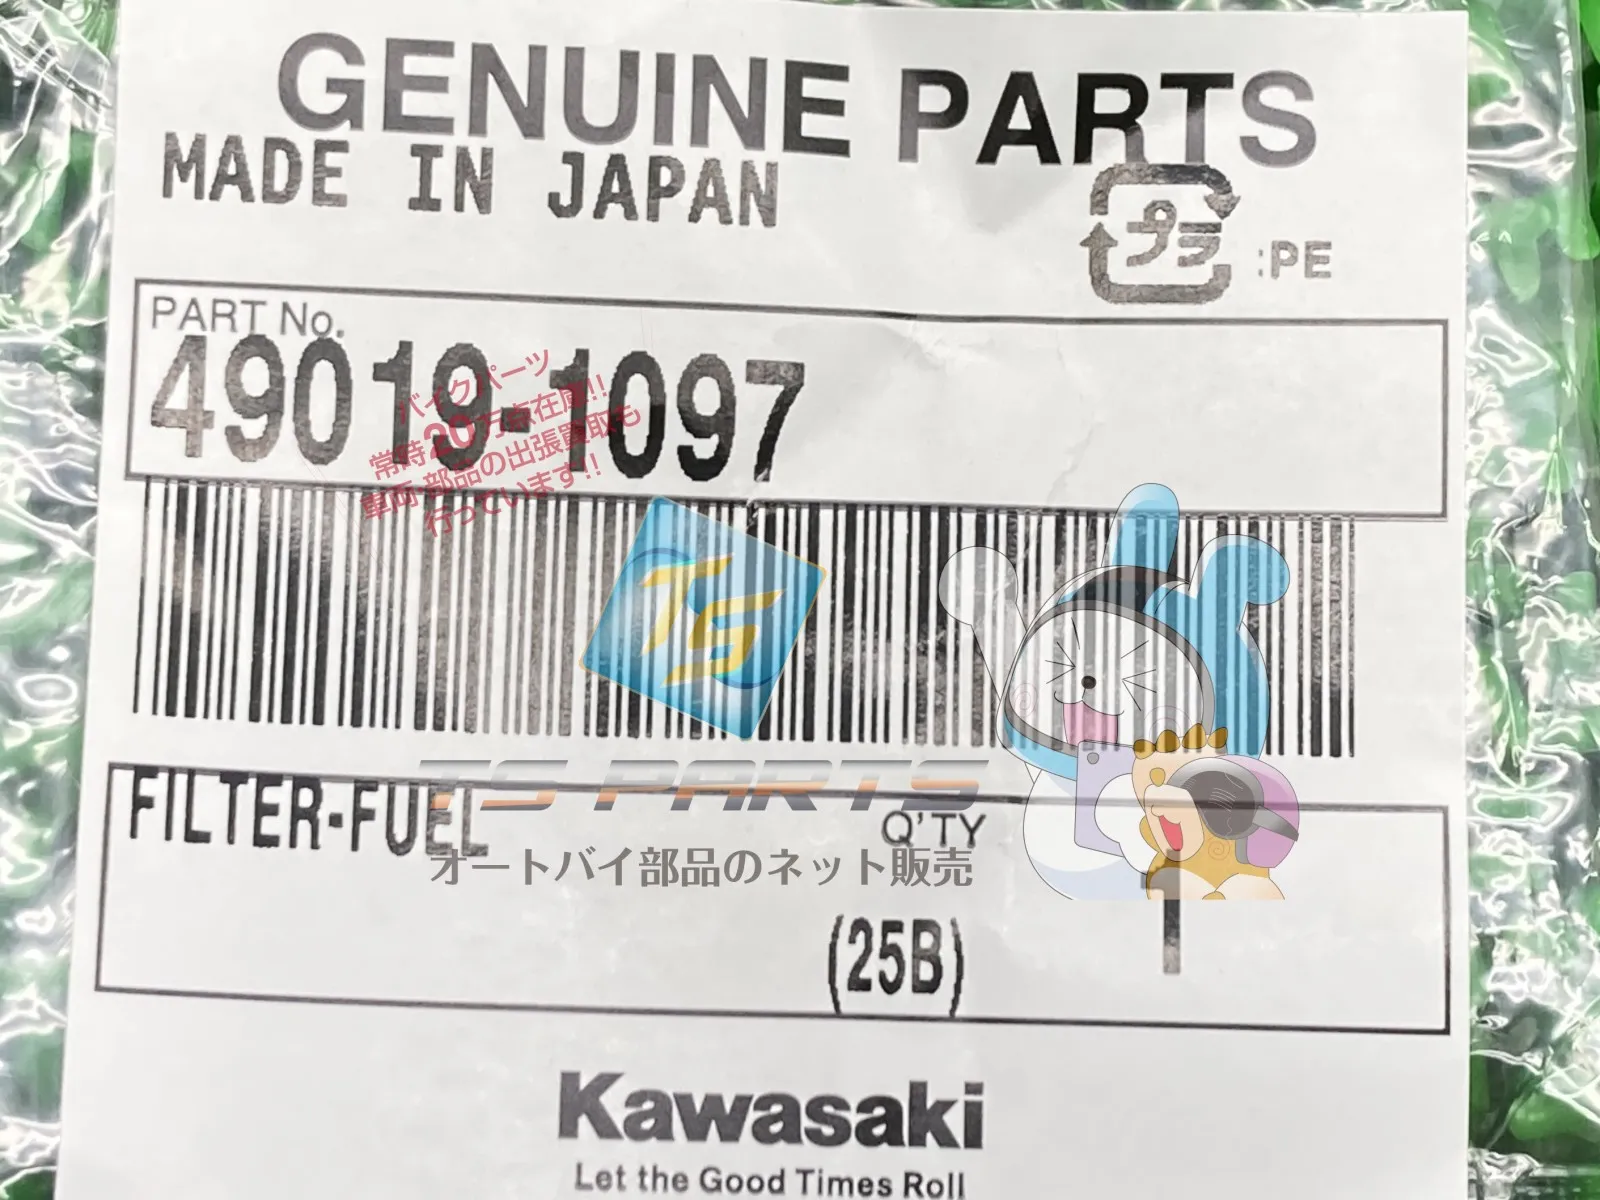 GENUINE PARTS
MADE IN JAPAN
プラ :PE
PART No.
49019-1097
バイクパーツ
常時20万点在庫!!
車両・部品の出張買取も
行っています!!
TS
TS PARTS
FILTER-FUEL
Q'TY
オートバイ部品のネット販売
1
(25B)
Kawasaki
Let the Good Times Roll